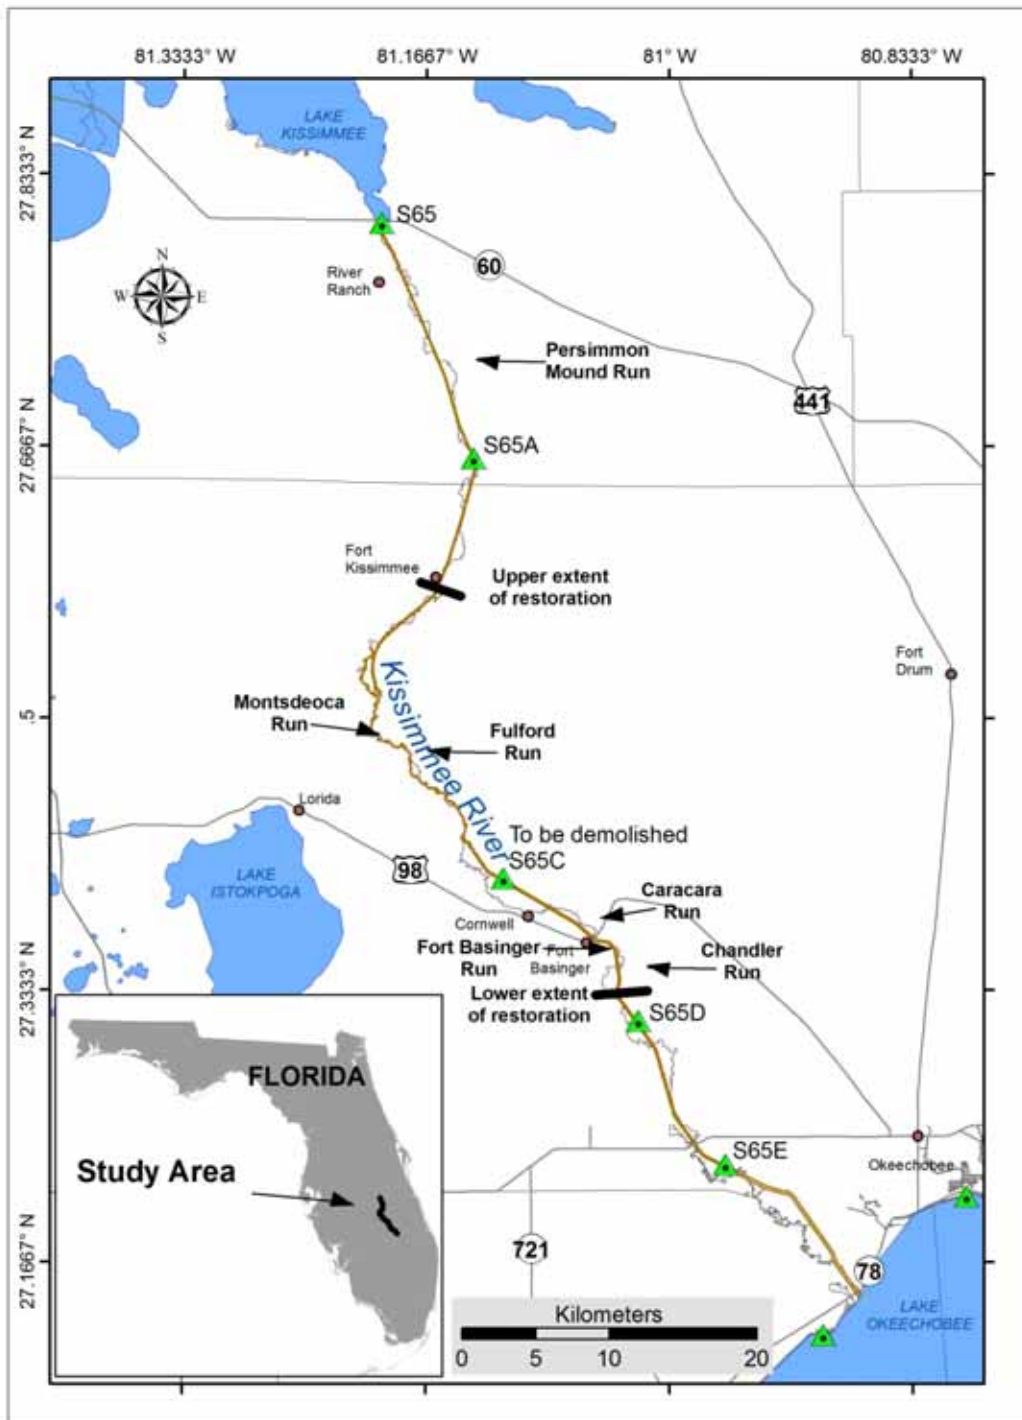 81.3333° W
81.1667° W
81° W
80.8333° W
27.8333° N
27.6667° N
.5
27.3333° N
27.1667° N
LAKE
KISSIMMEE
S65
N
W
E
S
River
Ranch
60
Persimmon
Mound Run
441
S65A
Fort
Kissimmee
Upper extent
of restoration
Fort
Drum
Kissimmee River
Montsdeoca
Run
Fulford
Run
Lorida
To be demolished
S65C
98
LAKE
ISTOKPOGA
Caracara
Run
Cornwell
Fort Basinger
Run
Fort
Basinger
Chandler
Run
Lower extent
of restoration
S65D
FLORIDA
Study Area
S65E
Okeechobee
721
78
LAKE
OKEECHOBEE
Kilometers
0
5
10
20